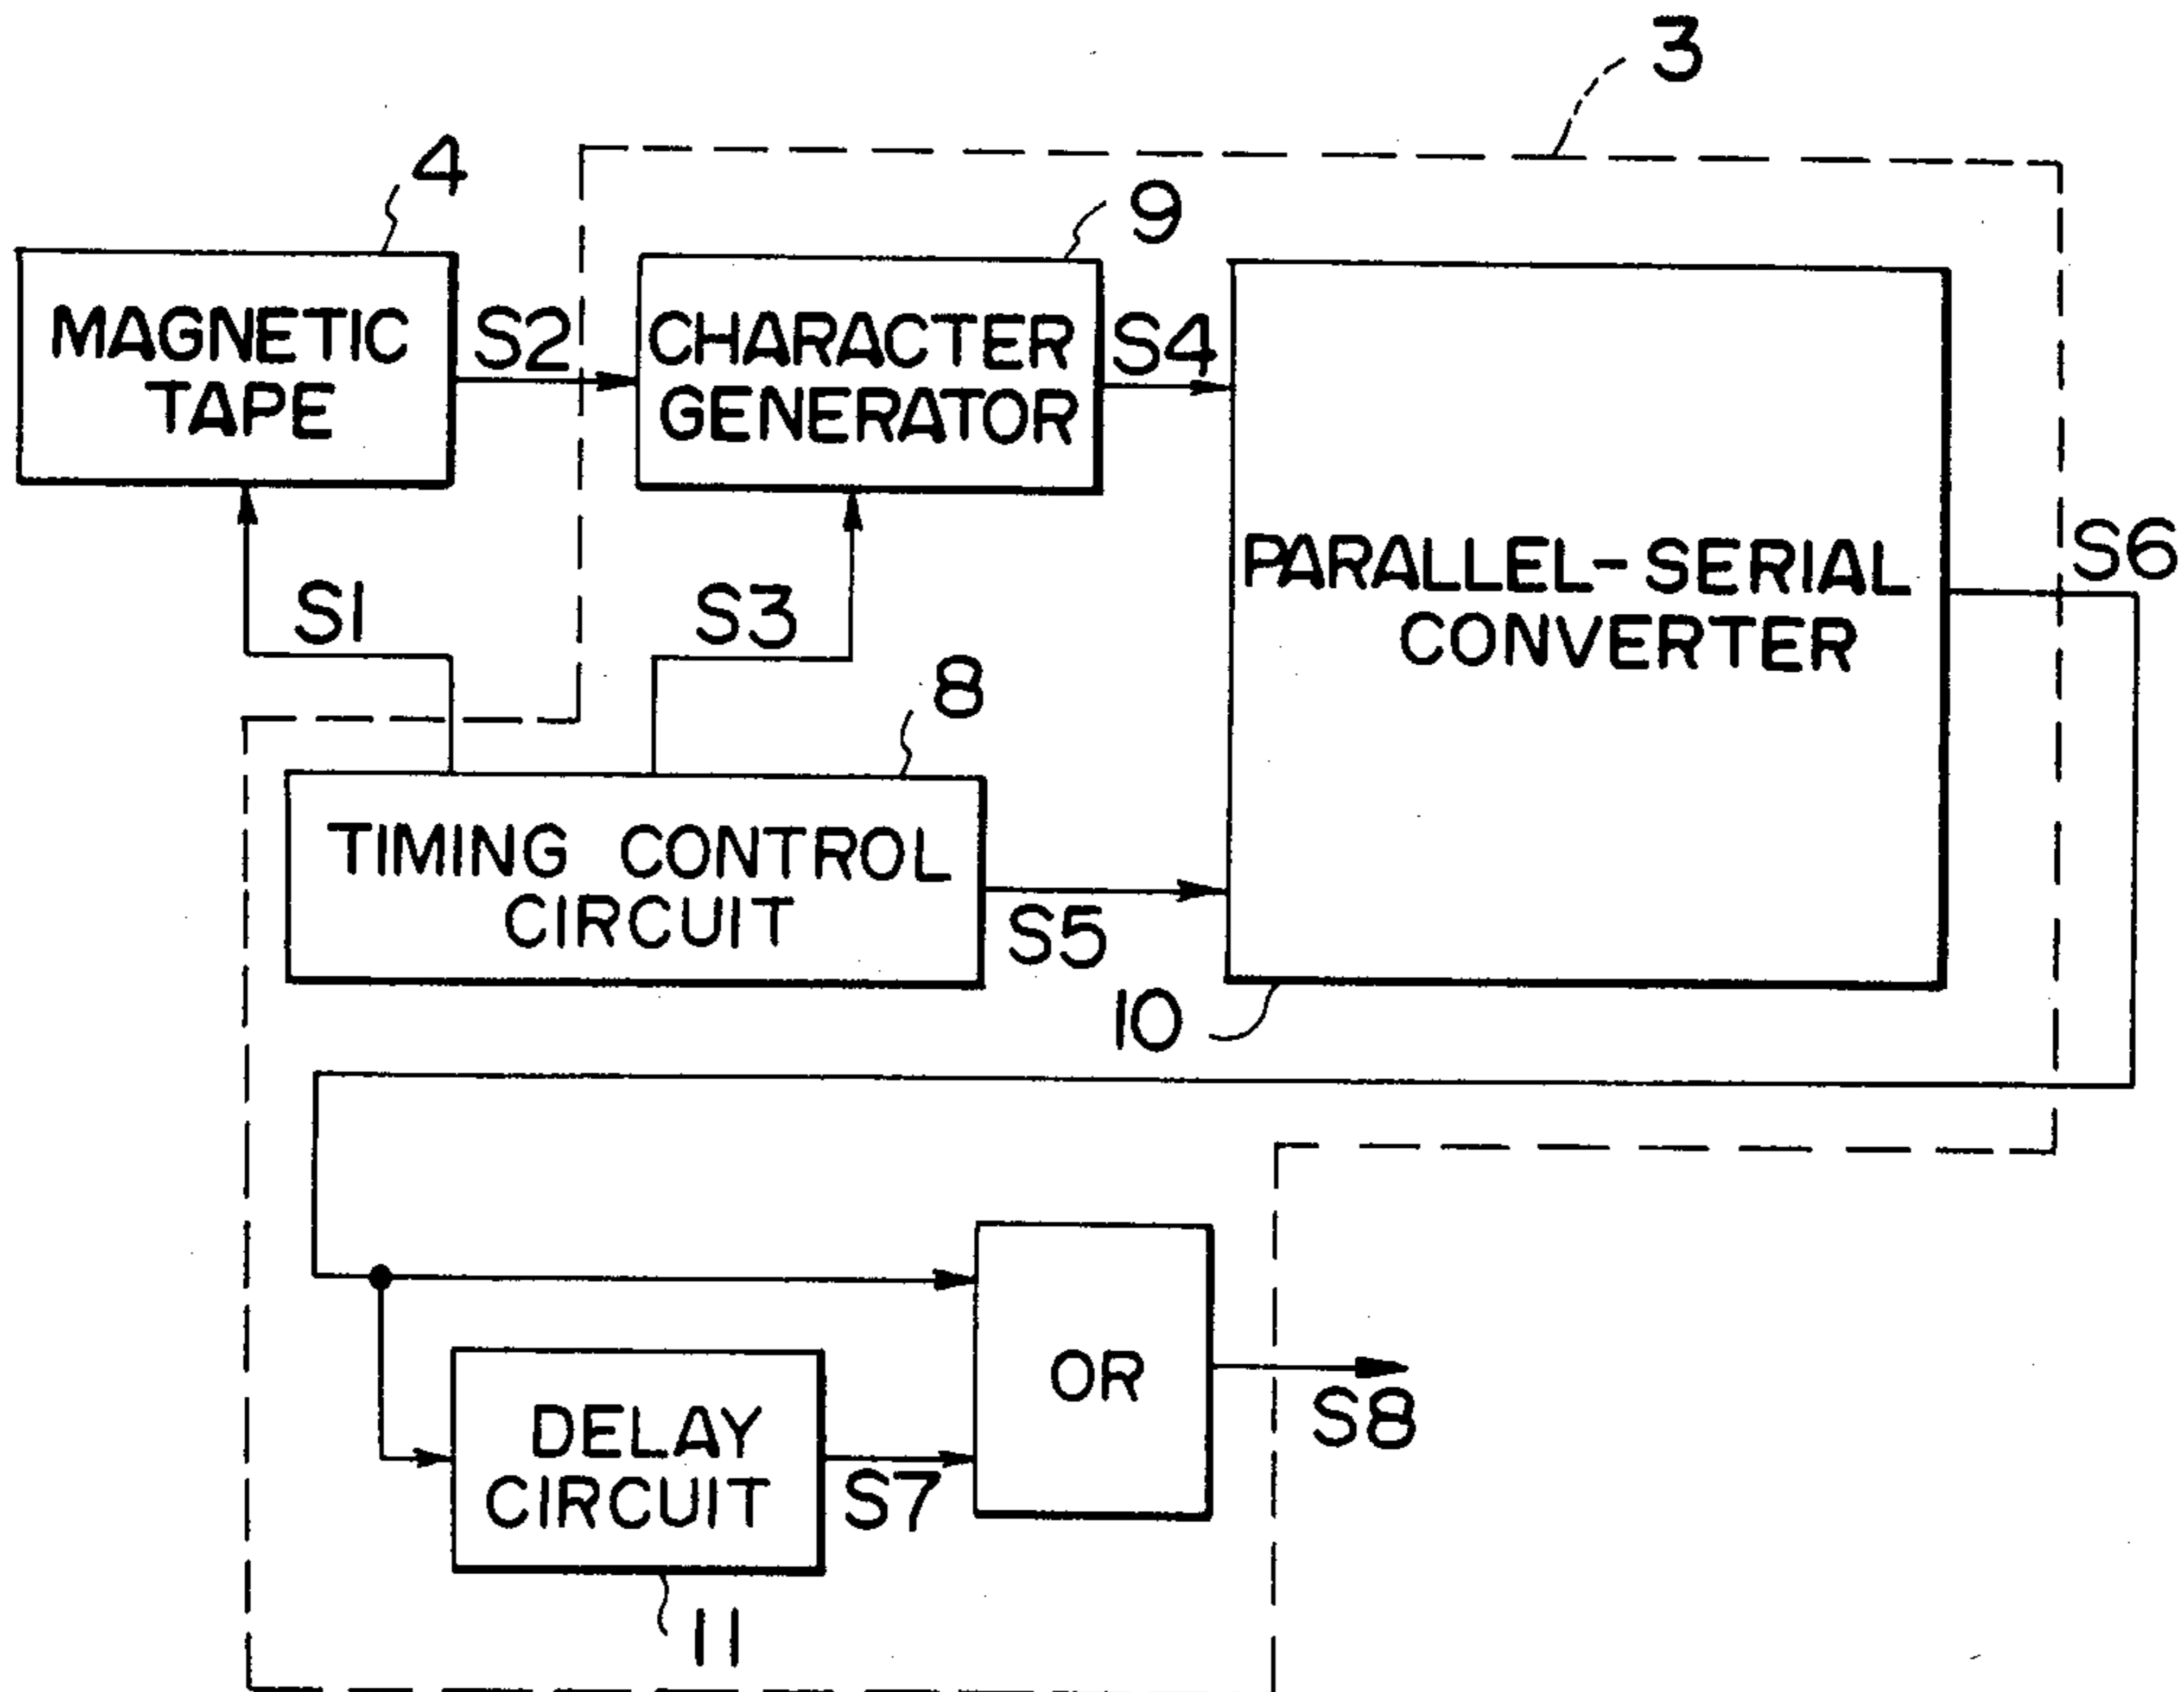 3
4
9
MAGNETIC
TAPE
S2
CHARACTER
GENERATOR
S4
PARALLEL-SERIAL
CONVERTER
S6
S1
S3
8
TIMING CONTROL
CIRCUIT
S5
10
OR
S8
DELAY
CIRCUIT
S7
11